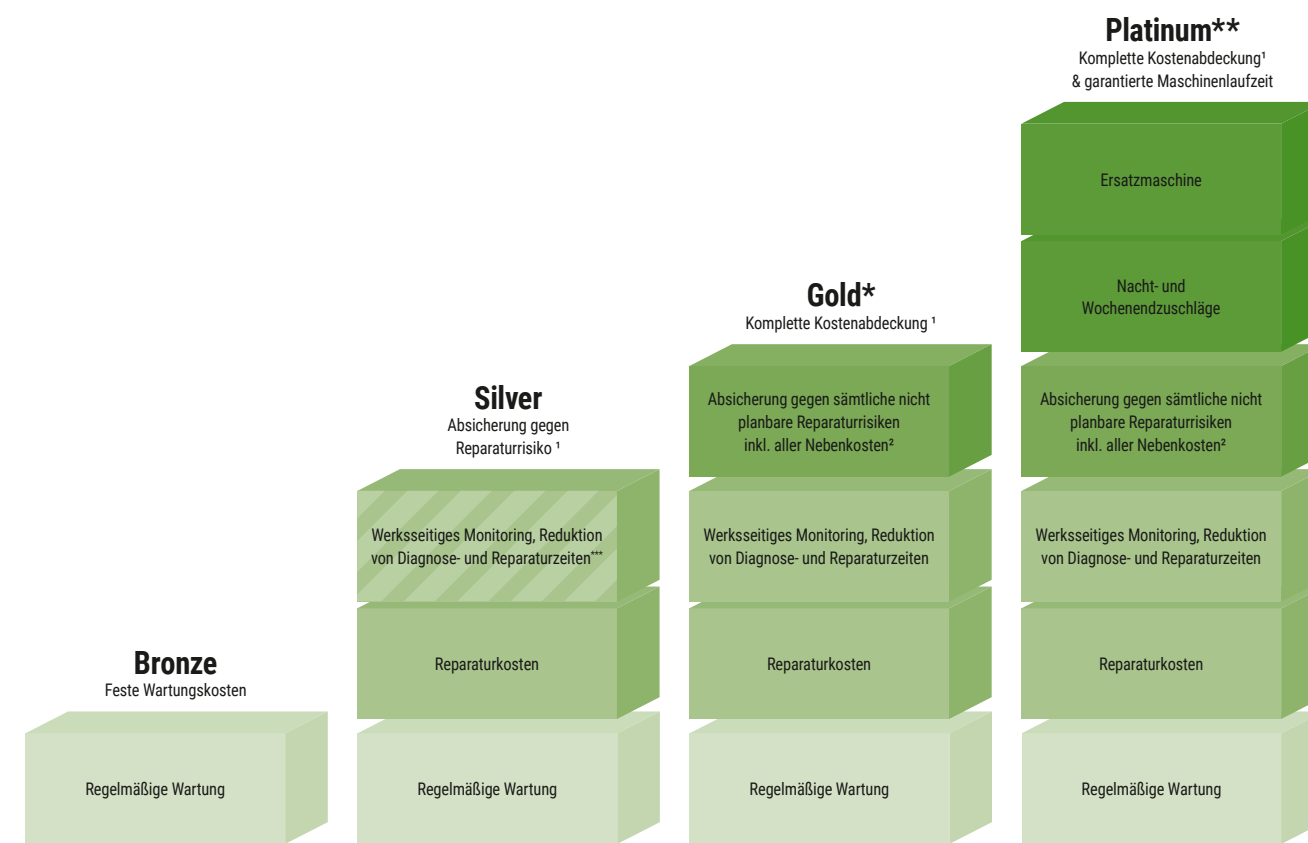 Platinum**
Komplette Kostenabdeckung¹
& garantierte Maschinenlaufzeit
Ersatzmaschine
Nacht- und
Wochenendzuschläge
Absicherung gegen sämtliche nicht
planbare Reparaturrisiken
inkl. aller Nebenkosten²
Werksseitiges Monitoring, Reduktion
von Diagnose- und Reparaturzeiten
Reparaturkosten
Regelmäßige Wartung
Gold*
Komplette Kostenabdeckung ¹
Absicherung gegen sämtliche nicht
planbare Reparaturrisiken
inkl. aller Nebenkosten²
Werksseitiges Monitoring, Reduktion
von Diagnose- und Reparaturzeiten
Reparaturkosten
Regelmäßige Wartung
Silver
Absicherung gegen
Reparaturrisiko ¹
Werksseitiges Monitoring, Reduktion
von Diagnose- und Reparaturzeiten***
Reparaturkosten
Regelmäßige Wartung
Bronze
Feste Wartungskosten
Regelmäßige Wartung